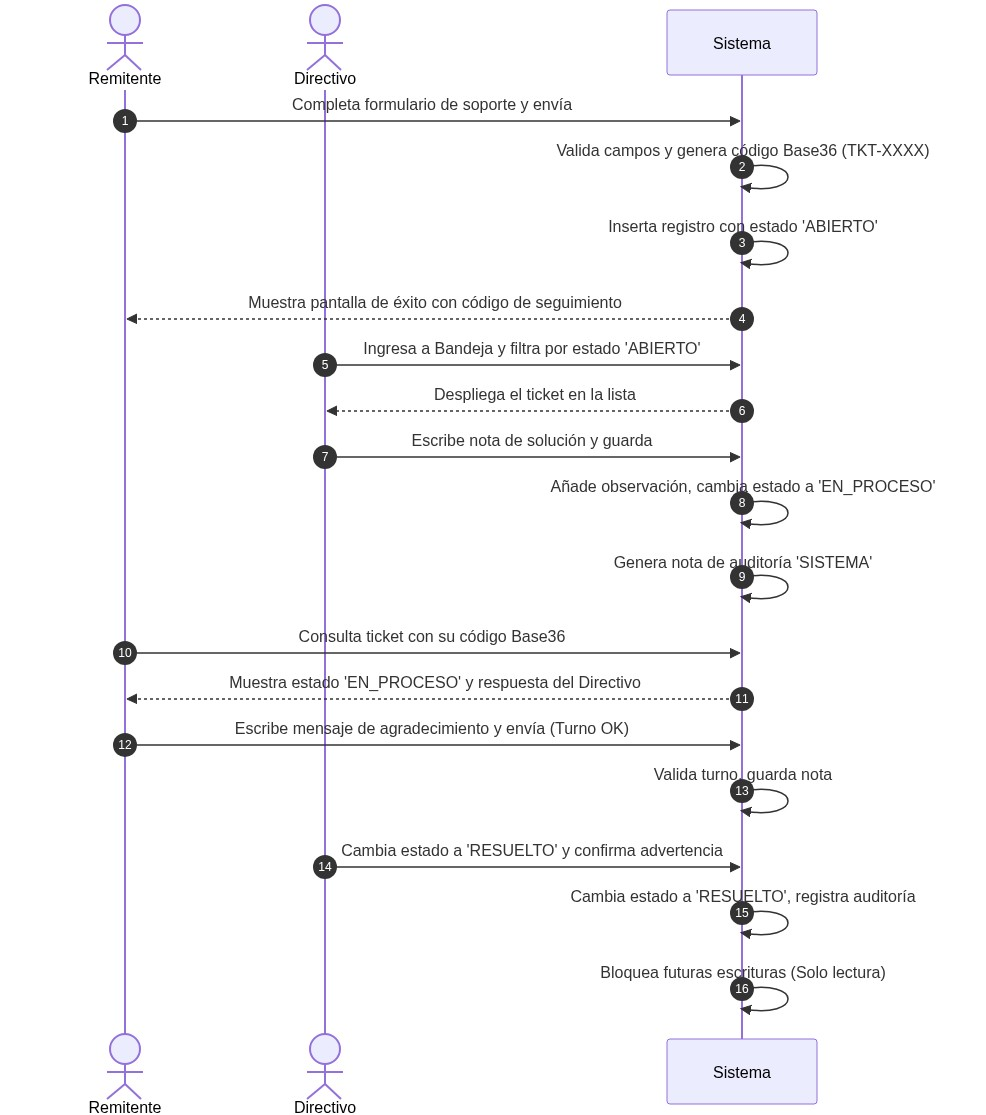 Remitente
Directivo
Sistema
Completa formulario de soporte y envía
1
Valida campos y genera código Base36 (TKT-XXXX)
2
Inserta registro con estado 'ABIERTO'
3
Muestra pantalla de éxito con código de seguimiento
4
Ingresa a Bandeja y filtra por estado 'ABIERTO'
5
Despliega el ticket en la lista
6
Escribe nota de solución y guarda
7
Añade observación, cambia estado a 'EN_PROCESO'
8
Genera nota de auditoría 'SISTEMA'
9
Consulta ticket con su código Base36
10
Muestra estado 'EN_PROCESO' y respuesta del Directivo
11
Escribe mensaje de agradecimiento y envía (Turno OK)
12
Valida turno, guarda nota
13
Cambia estado a 'RESUELTO' y confirma advertencia
14
Cambia estado a 'RESUELTO', registra auditoría
15
Bloquea futuras escrituras (Solo lectura)
16
Remitente
Directivo
Sistema